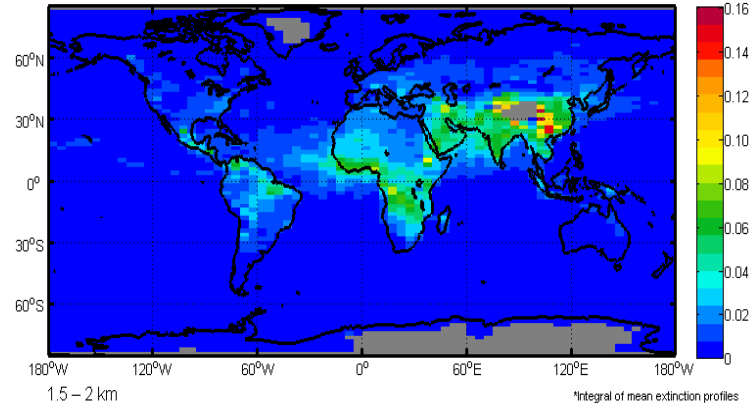 0.16
0.14
60°N
0.12
30°N
0.10
0°
0.08
0.06
30°S
0.04
60°S
0.02
0
180°W
120°W
60°W
0°
60°E
120°E
180°W
1.5 – 2 km
*Integral of mean extinction profiles